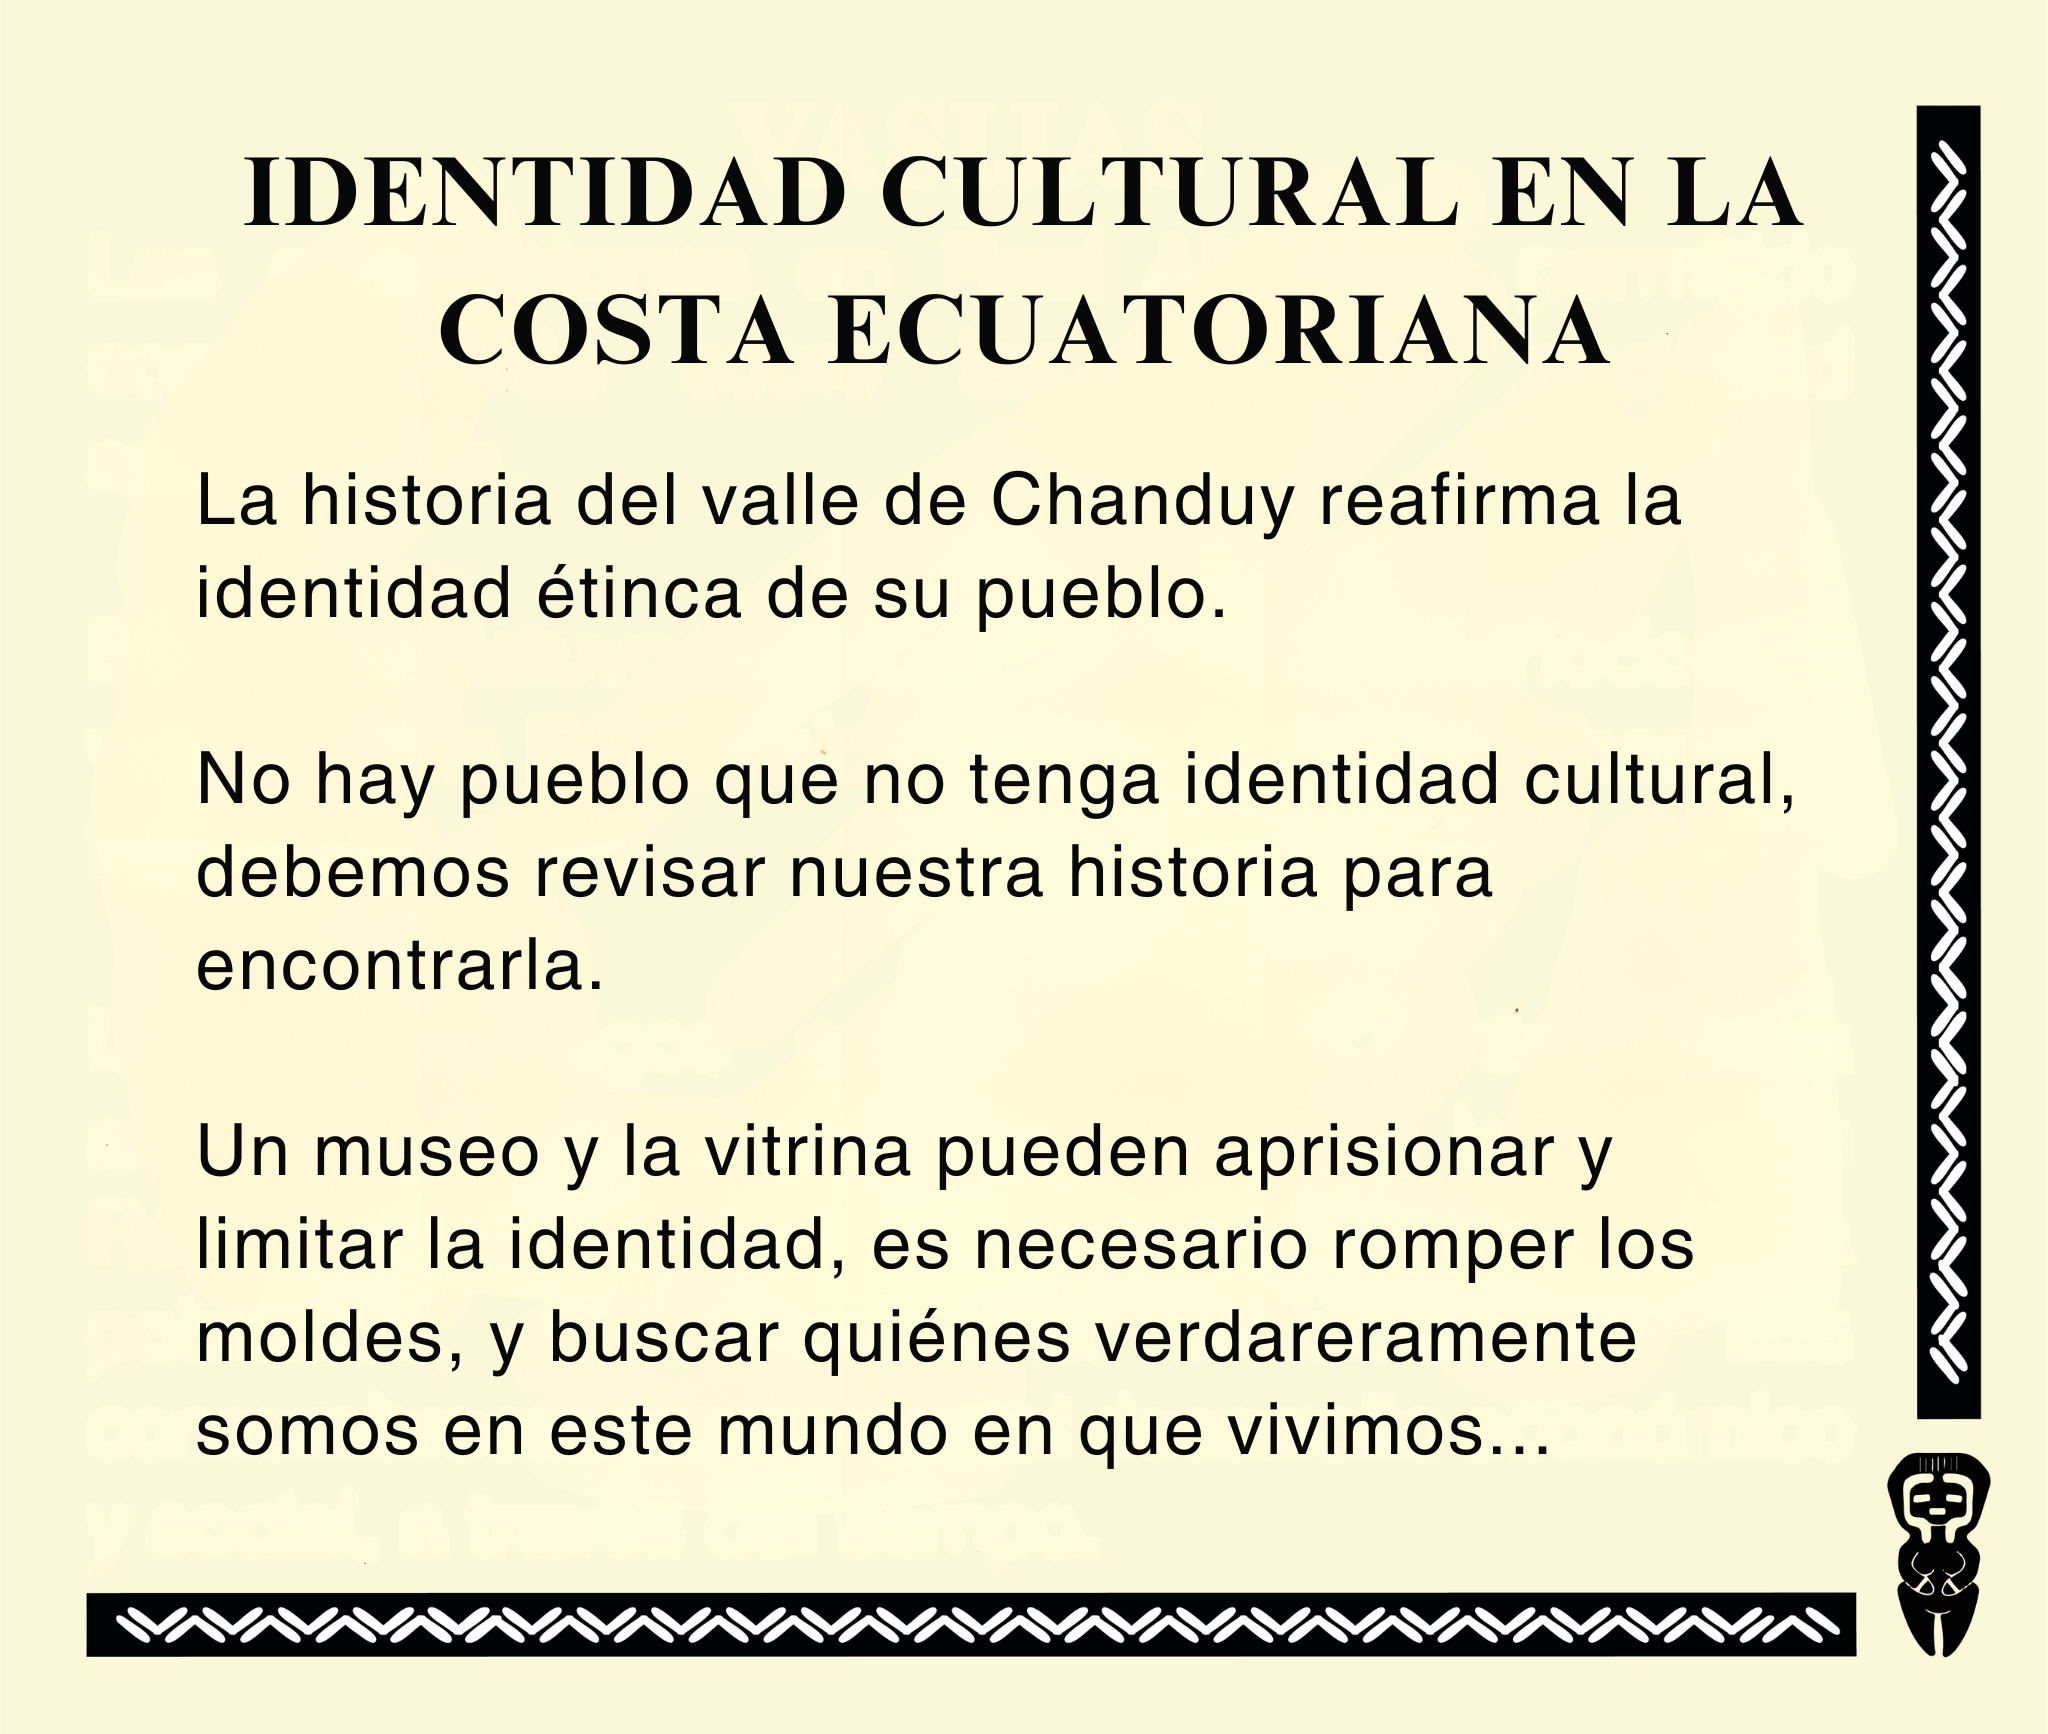 IDENTIDAD CULTURAL EN LA
COSTA ECUATORIANA
La historia del valle de Chanduy reafirma la
identidad étinca de su pueblo.
No hay pueblo que no tenga identidad cultural,
debemos revisar nuestra historia para
encontrarla.
Un museo y la vitrina pueden aprisionar y
limitar la identidad, es necesario romper los
moldes, y buscar quiénes verdareramente
somos en este mundo en que vivimos...